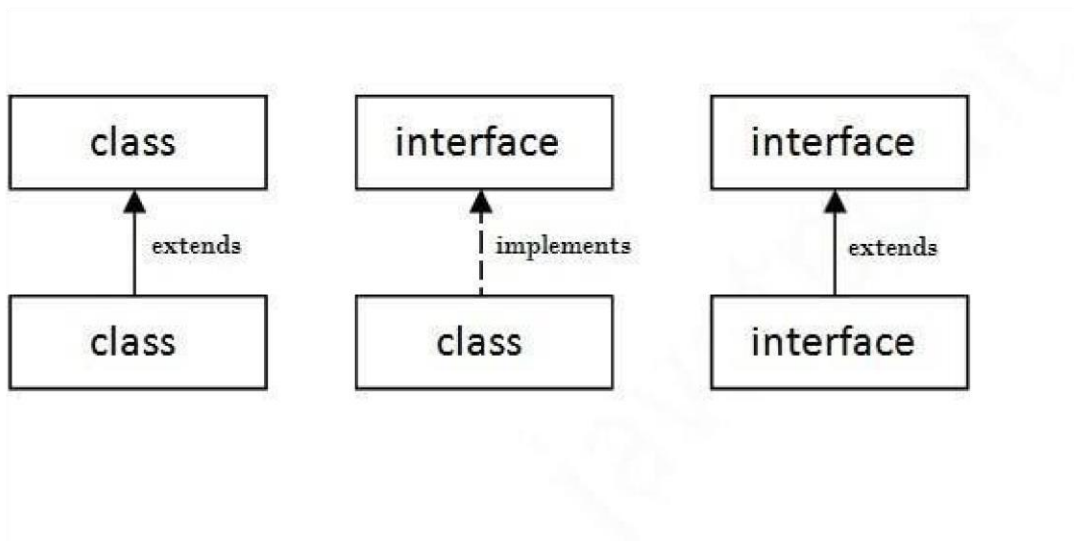 class
interface
interface
extends
implements
extends
class
class
interface